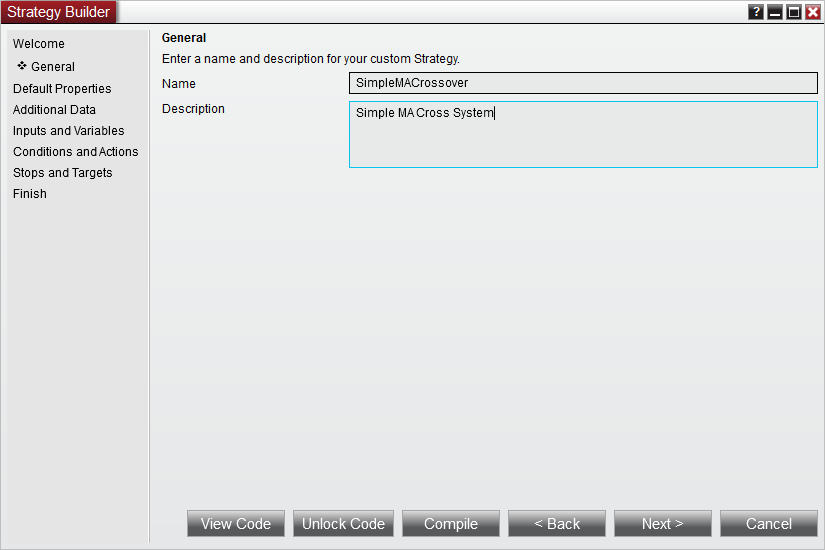 Strategy Builder
?
Welcome
General
Default Properties
Additional Data
Inputs and Variables
Conditions and Actions
Stops and Targets
Finish
General
Enter a name and description for your custom Strategy.
Name
SimpleMACrossover
Description
Simple MA Cross System
View Code
Unlock Code
Compile
< Back
Next >
Cancel